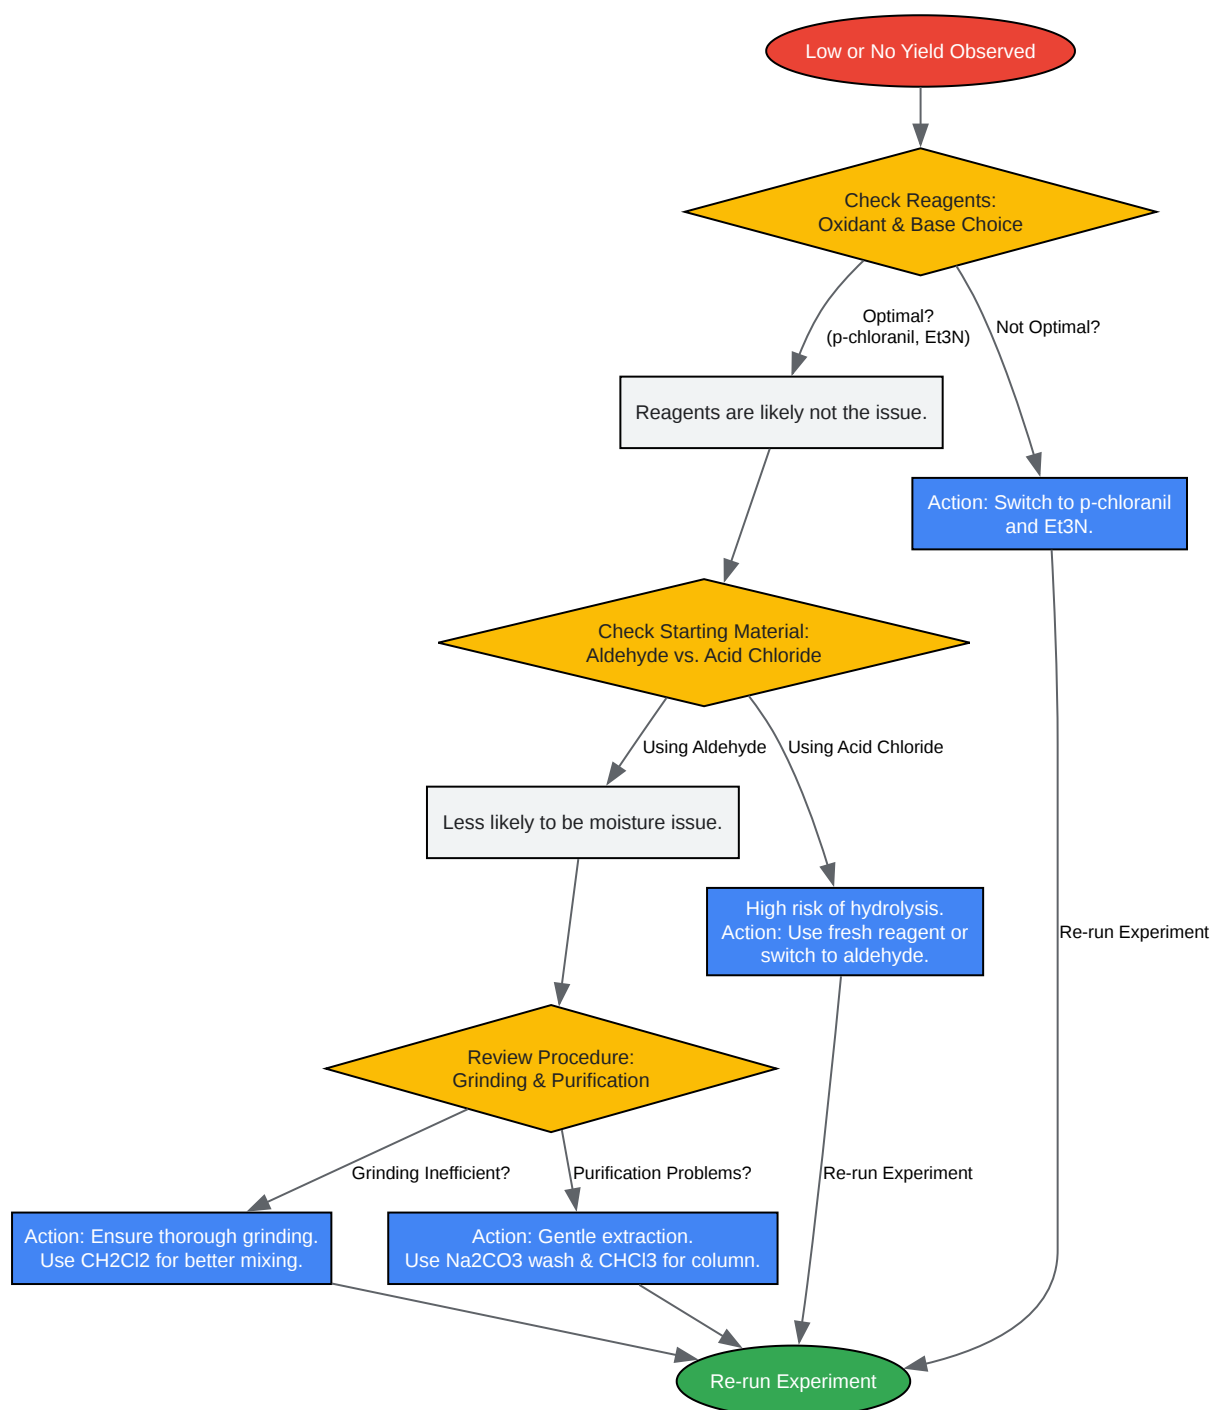 Low or No Yield Observed
Check Reagents:
Oxidant & Base Choice
Optimal?
(p-chloranil, Et3N)
Not Optimal?
Reagents are likely not the issue.
Action: Switch to p-chloranil
and Et3N.
Check Starting Material:
Aldehyde vs. Acid Chloride
Using Aldehyde
Using Acid Chloride
Less likely to be moisture issue.
High risk of hydrolysis.
Action: Use fresh reagent or
switch to aldehyde.
Re-run Experiment
Review Procedure:
Grinding & Purification
Grinding Inefficient?
Purification Problems?
Re-run Experiment
Action: Ensure thorough grinding.
Use CH2Cl2 for better mixing.
Action: Gentle extraction.
Use Na2CO3 wash & CHCl3 for column.
Re-run Experiment